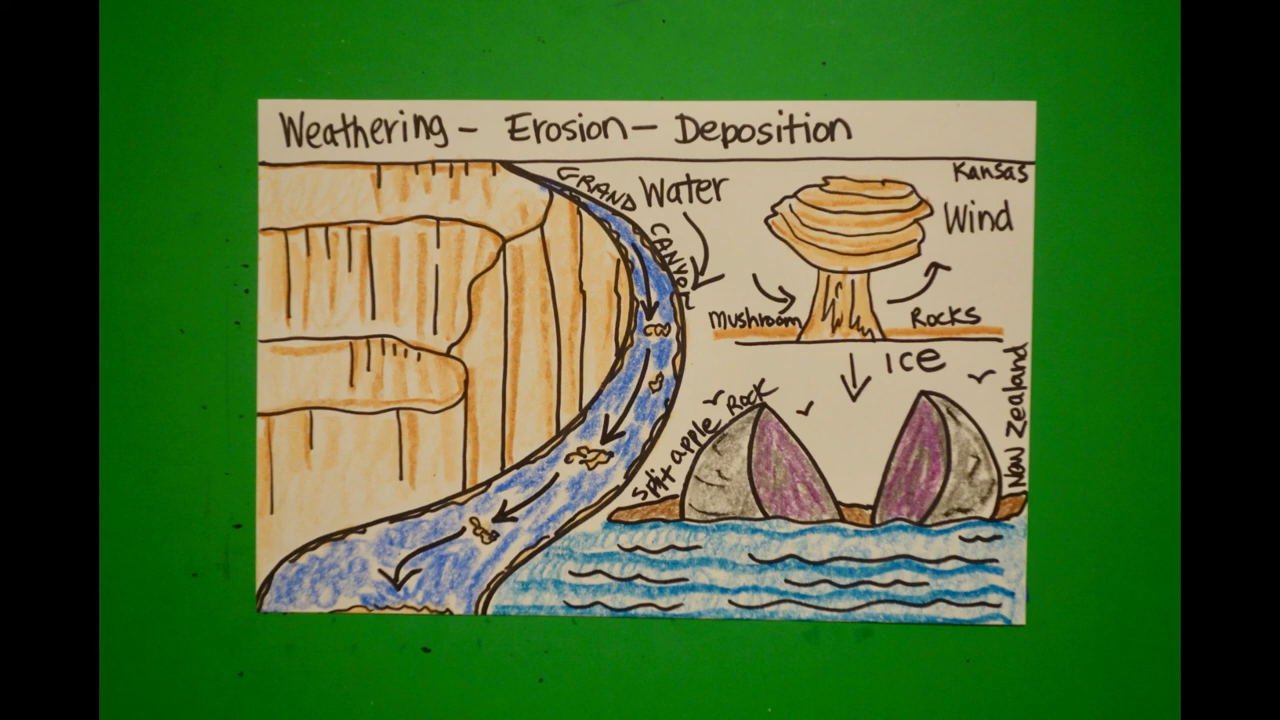 Weathering - Erosion - Deposition
GRAND CANYON
Water
Kansas
Wind
Mushroom Rocks
ICE
Split apple Rock
New Zealand